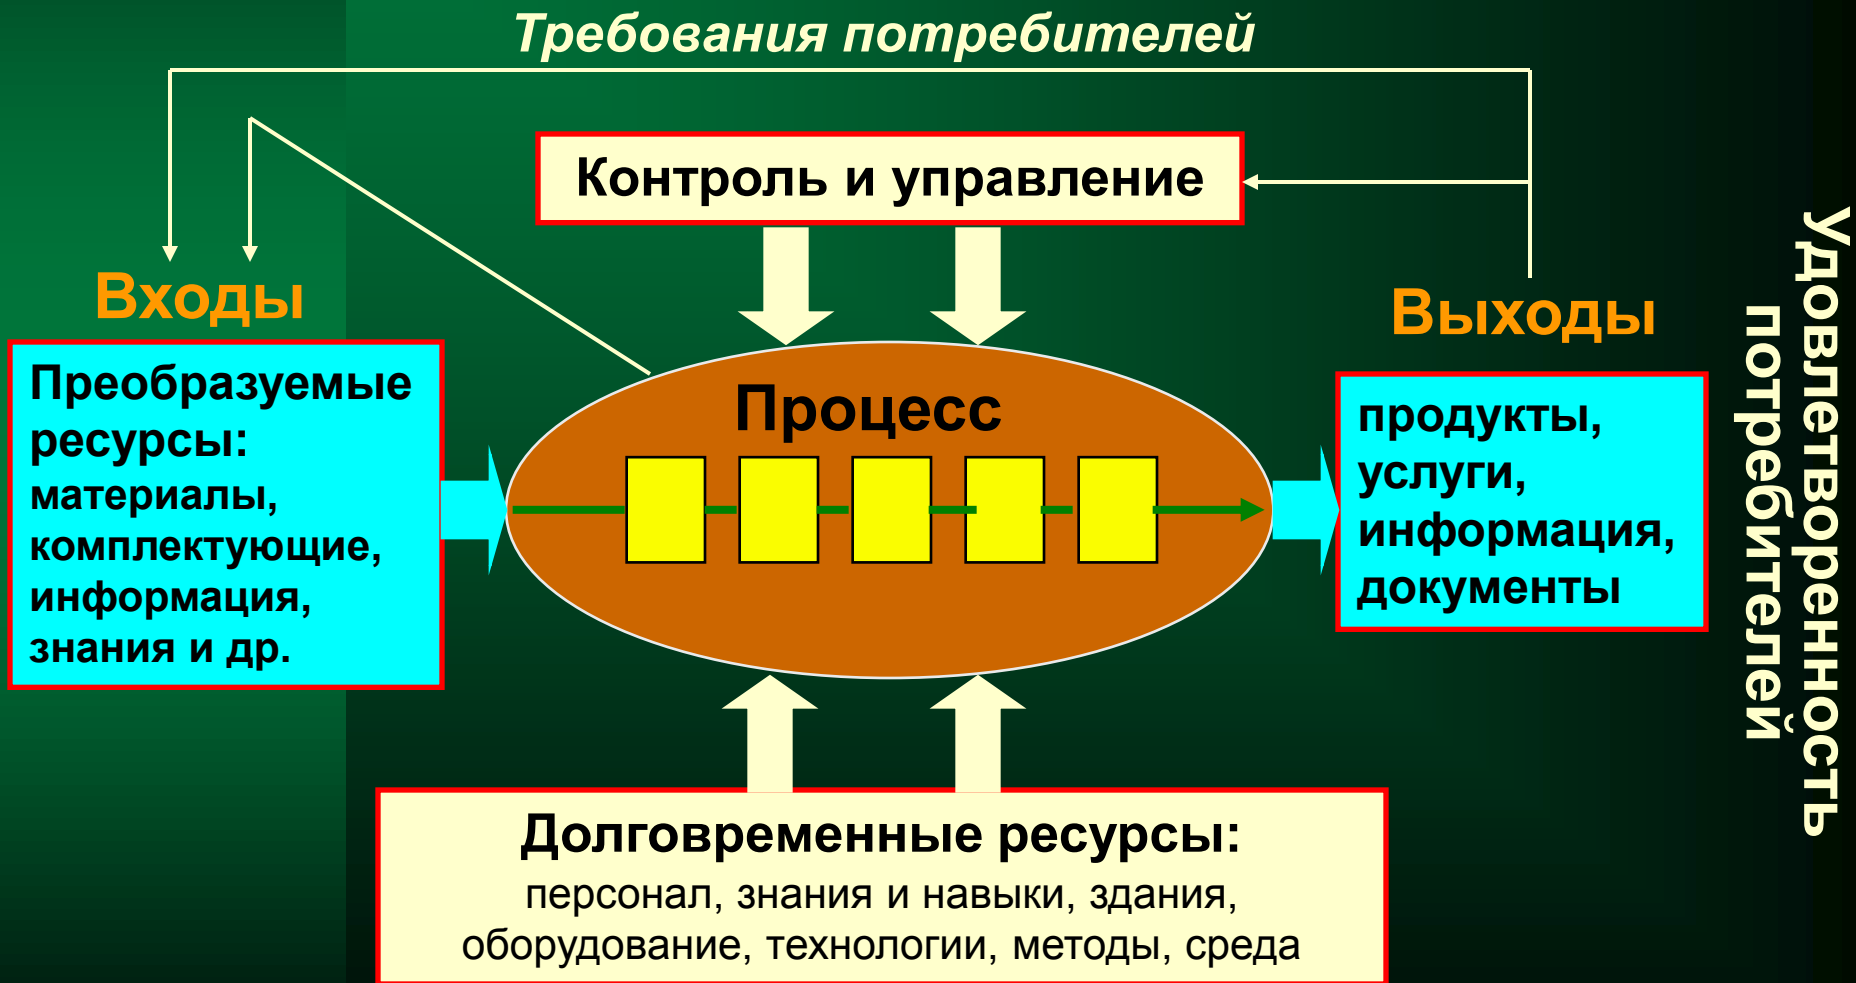 Требования потребителей
Контроль и управление
Входы
Преобразуемые
ресурсы:
материалы,
комплектующие,
информация,
знания и др.
Процесс
Выходы
продукты,
услуги,
информация,
документы
Удовлетворенность
потребителей
Долговременные ресурсы:
персонал, знания и навыки, здания,
оборудование, технологии, методы, среда